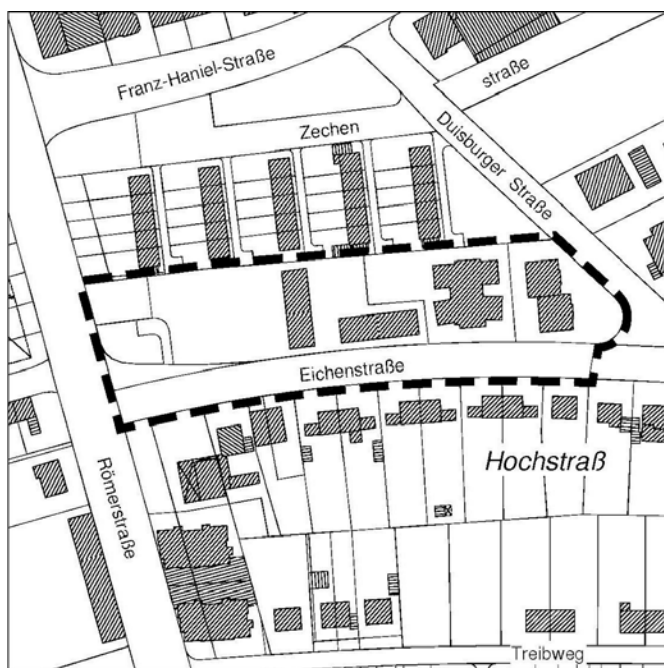 Franz-Haniel-Straße
straße
Zechen
Duisburger Straße
Eichenstraße
Hochstraß
Römerstraße
Treibweg